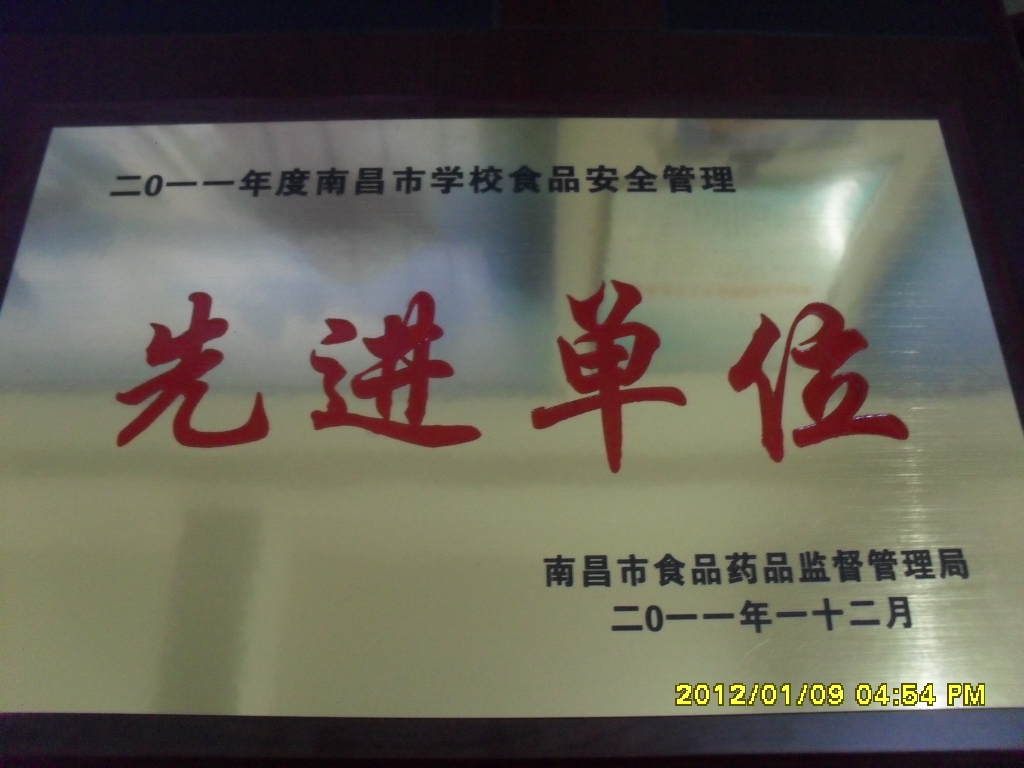 二0一一年度南昌市学校食品安全管理
先进单位
南昌市食品药品监督管理局
二0一一年一十二月
2012/01/09 04:54 PM